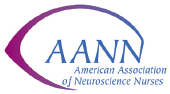 AANN
American Association
of Neuroscience Nurses